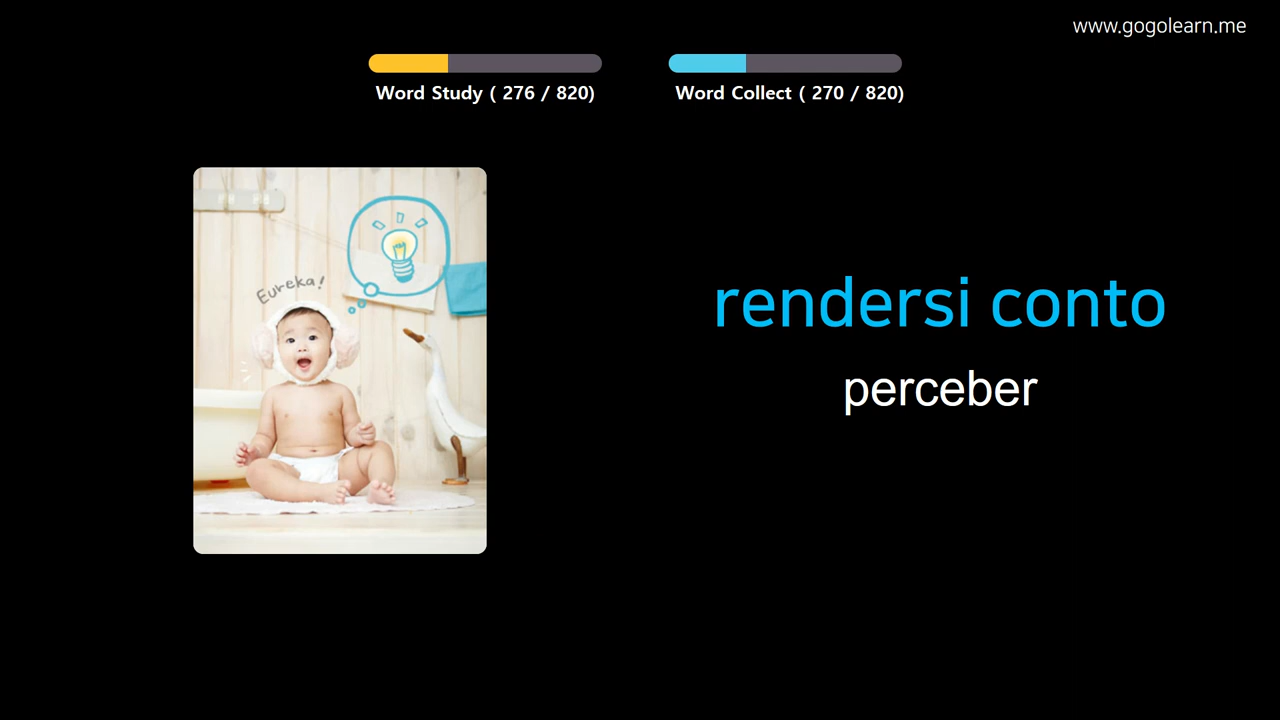 www.gogolearn.me
Word Study ( 276 / 820)
Word Collect ( 270 / 820)
Eureka!
rendersi conto
perceber